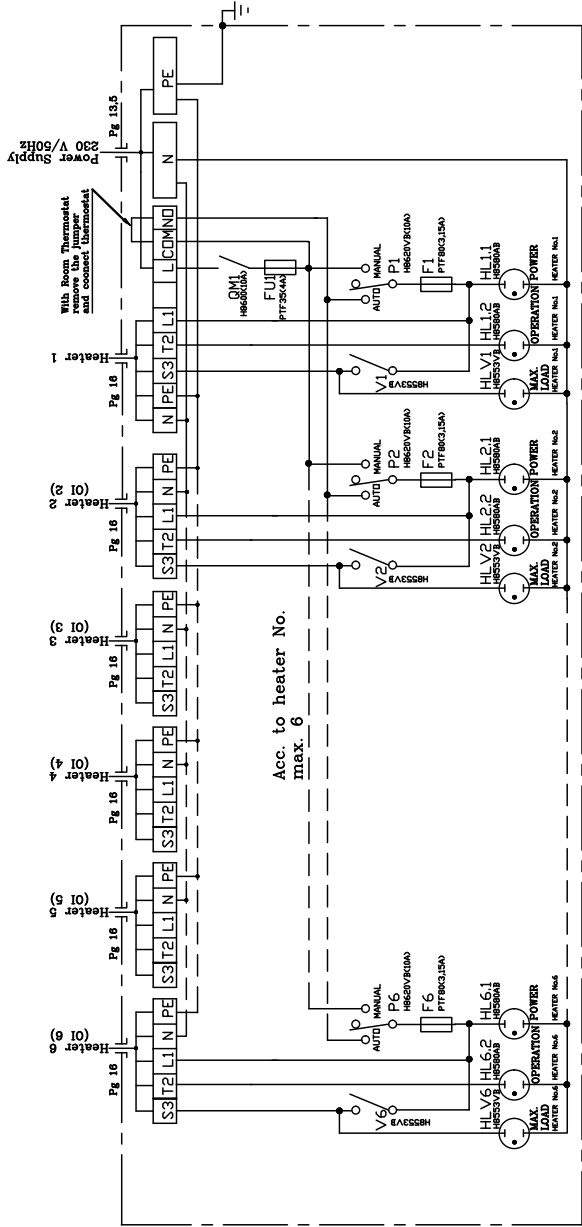 Pg 13,5
Power Supply
230 V/50Hz
PE
N
L
COM
NO
With Room Thermostat
remove the jumper
and coonect thermostat
QM1
H8600(10A)
FU1
PTF35(4A)
Heater 1
Pg 16
N
PE
S3
T2
L1
Heater 2
(OI 2)
Pg 16
S3
T2
L1
N
PE
Heater 3
(OI 3)
Pg 16
S3
T2
L1
N
PE
Heater 4
(OI 4)
Pg 16
S3
T2
L1
N
PE
Heater 5
(OI 5)
Pg 16
S3
T2
L1
N
PE
Heater 6
(OI 6)
Pg 16
S3
T2
L1
N
PE
Acc. to heater No.
max. 6
MANUAL
AUTO
P1
H8620VB(10A)
F1
PTF80(3,15A)
V1
H8553VB
HL1.1
H8580AB
HL1.2
H8580AB
HLV1
H8553VB
POWER
OPERATION
MAX.
LOAD
HEATER No.1
HEATER No.1
HEATER No.1
MANUAL
AUTO
P2
H8620VB(10A)
F2
PTF80(3,15A)
V2
H8553VB
HL2.1
H8580AB
HL2.2
H8580AB
HLV2
H8553VB
POWER
OPERATION
MAX.
LOAD
HEATER No.2
HEATER No.2
HEATER No.2
MANUAL
AUTO
P6
H8620VB(10A)
F6
PTF80(3,15A)
V6
H8553VB
HL6.1
H8580AB
HL6.2
H8580AB
HLV6
H8553VB
POWER
OPERATION
MAX.
LOAD
HEATER No.6
HEATER No.6
HEATER No.6